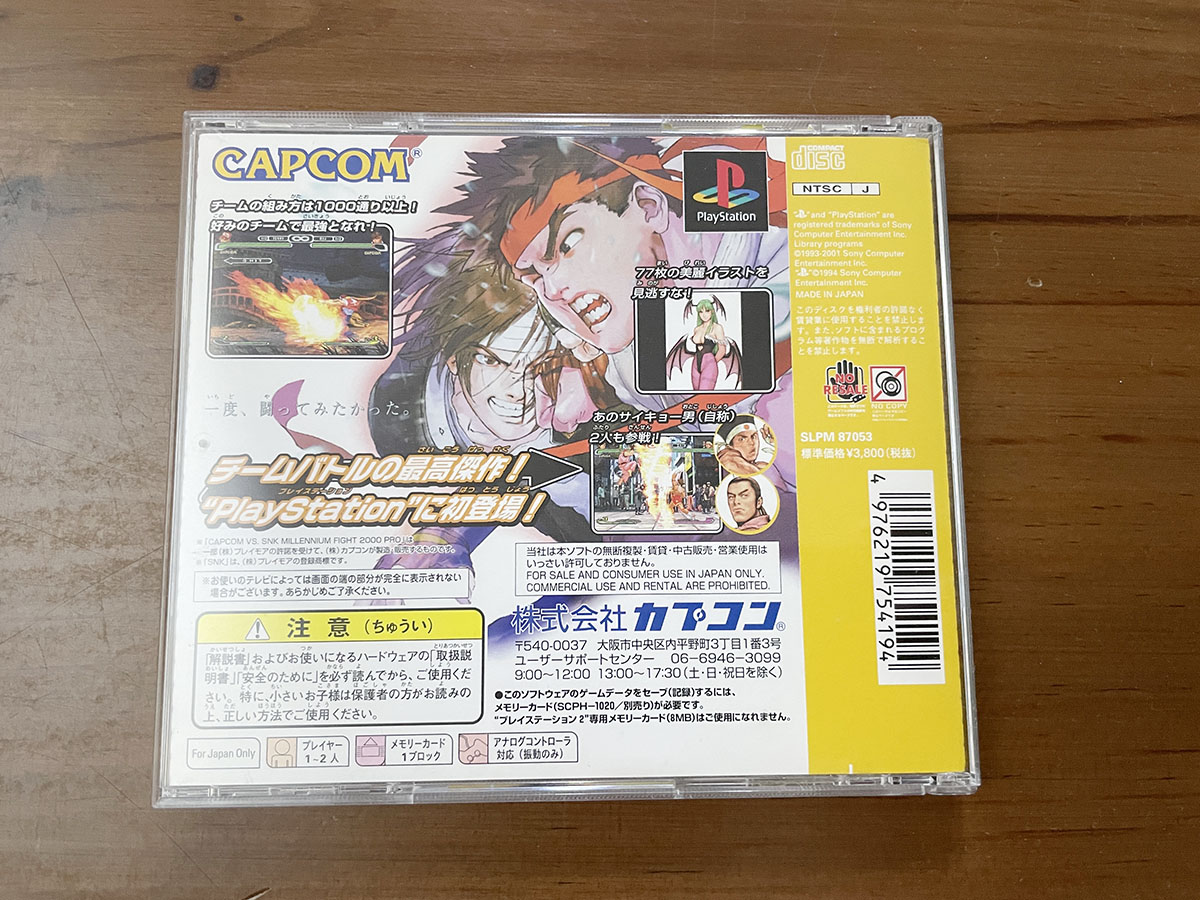 CAPCOM®
チームの組み方は1000通り以上!
好みのチームで最強となれ!
PlayStation
77枚の美麗イラストを
見逃すな!
一度、闘ってみたかった。
あのサイキョー男(自称)
2人も参戦!
チームバトルの最高傑作!
"PlayStation"に初登場!
※「CAPCOM VS. SNK MILLENNIUM FIGHT 2000 PRO」は
一部(株)プレイモアの許諾を受けて、(株)カプコンが製造/販売するものです。
※「SNK」は、(株)プレイモアの登録商標です。
※お使いのテレビによっては画面の端の部分が完全に表示されない
場合がございます。あらかじめご了承ください。
当社は本ソフトの無断複製・賃貸・中古販売・営業使用は
いっさい許可しておりません。
FOR SALE AND CONSUMER USE IN JAPAN ONLY.
COMMERCIAL USE AND RENTAL ARE PROHIBITED.
注意(ちゅうい)
「解説書」およびお使いになるハードウェアの「取扱説
明書」「安全のために」を必ず読んでから、ご使用くだ
さい。特に、小さいお子様は保護者の方がお読みの
上、正しい方法でご使用ください。
株式会社カプコン®
〒540-0037 大阪市中央区内平野町3丁目1番3号
ユーザーサポートセンター 06-6946-3099
9:00〜12:00 13:00〜17:30(土・日・祝日を除く)
●このソフトウェアのゲームデータをセーブ(記録)するには、
メモリーカード(SCPH-1020/別売り)が必要です。
"プレイステーション 2"専用メモリーカード(8MB)はご使用になれません。
For Japan Only
プレイヤー
1〜2人
メモリーカード
1ブロック
アナログコントローラ
対応(振動のみ)
COMPACT
disc
NTSC J
"PS" and "PlayStation" are
registered trademarks of Sony
Computer Entertainment Inc.
Library programs
©1993-2001 Sony Computer
Entertainment Inc.
"PS"©1994 Sony Computer
Entertainment Inc.
MADE IN JAPAN
このディスクを権利者の許諾なく
賃貸業に使用することを禁止しま
す。また、ソフトに含まれるプログ
ラム等著作物を無断で解析すること
を禁止します。
NO
RESALE
NO COPY
SLPM 87053
標準価格¥3,800(税抜)
4 976219 754194